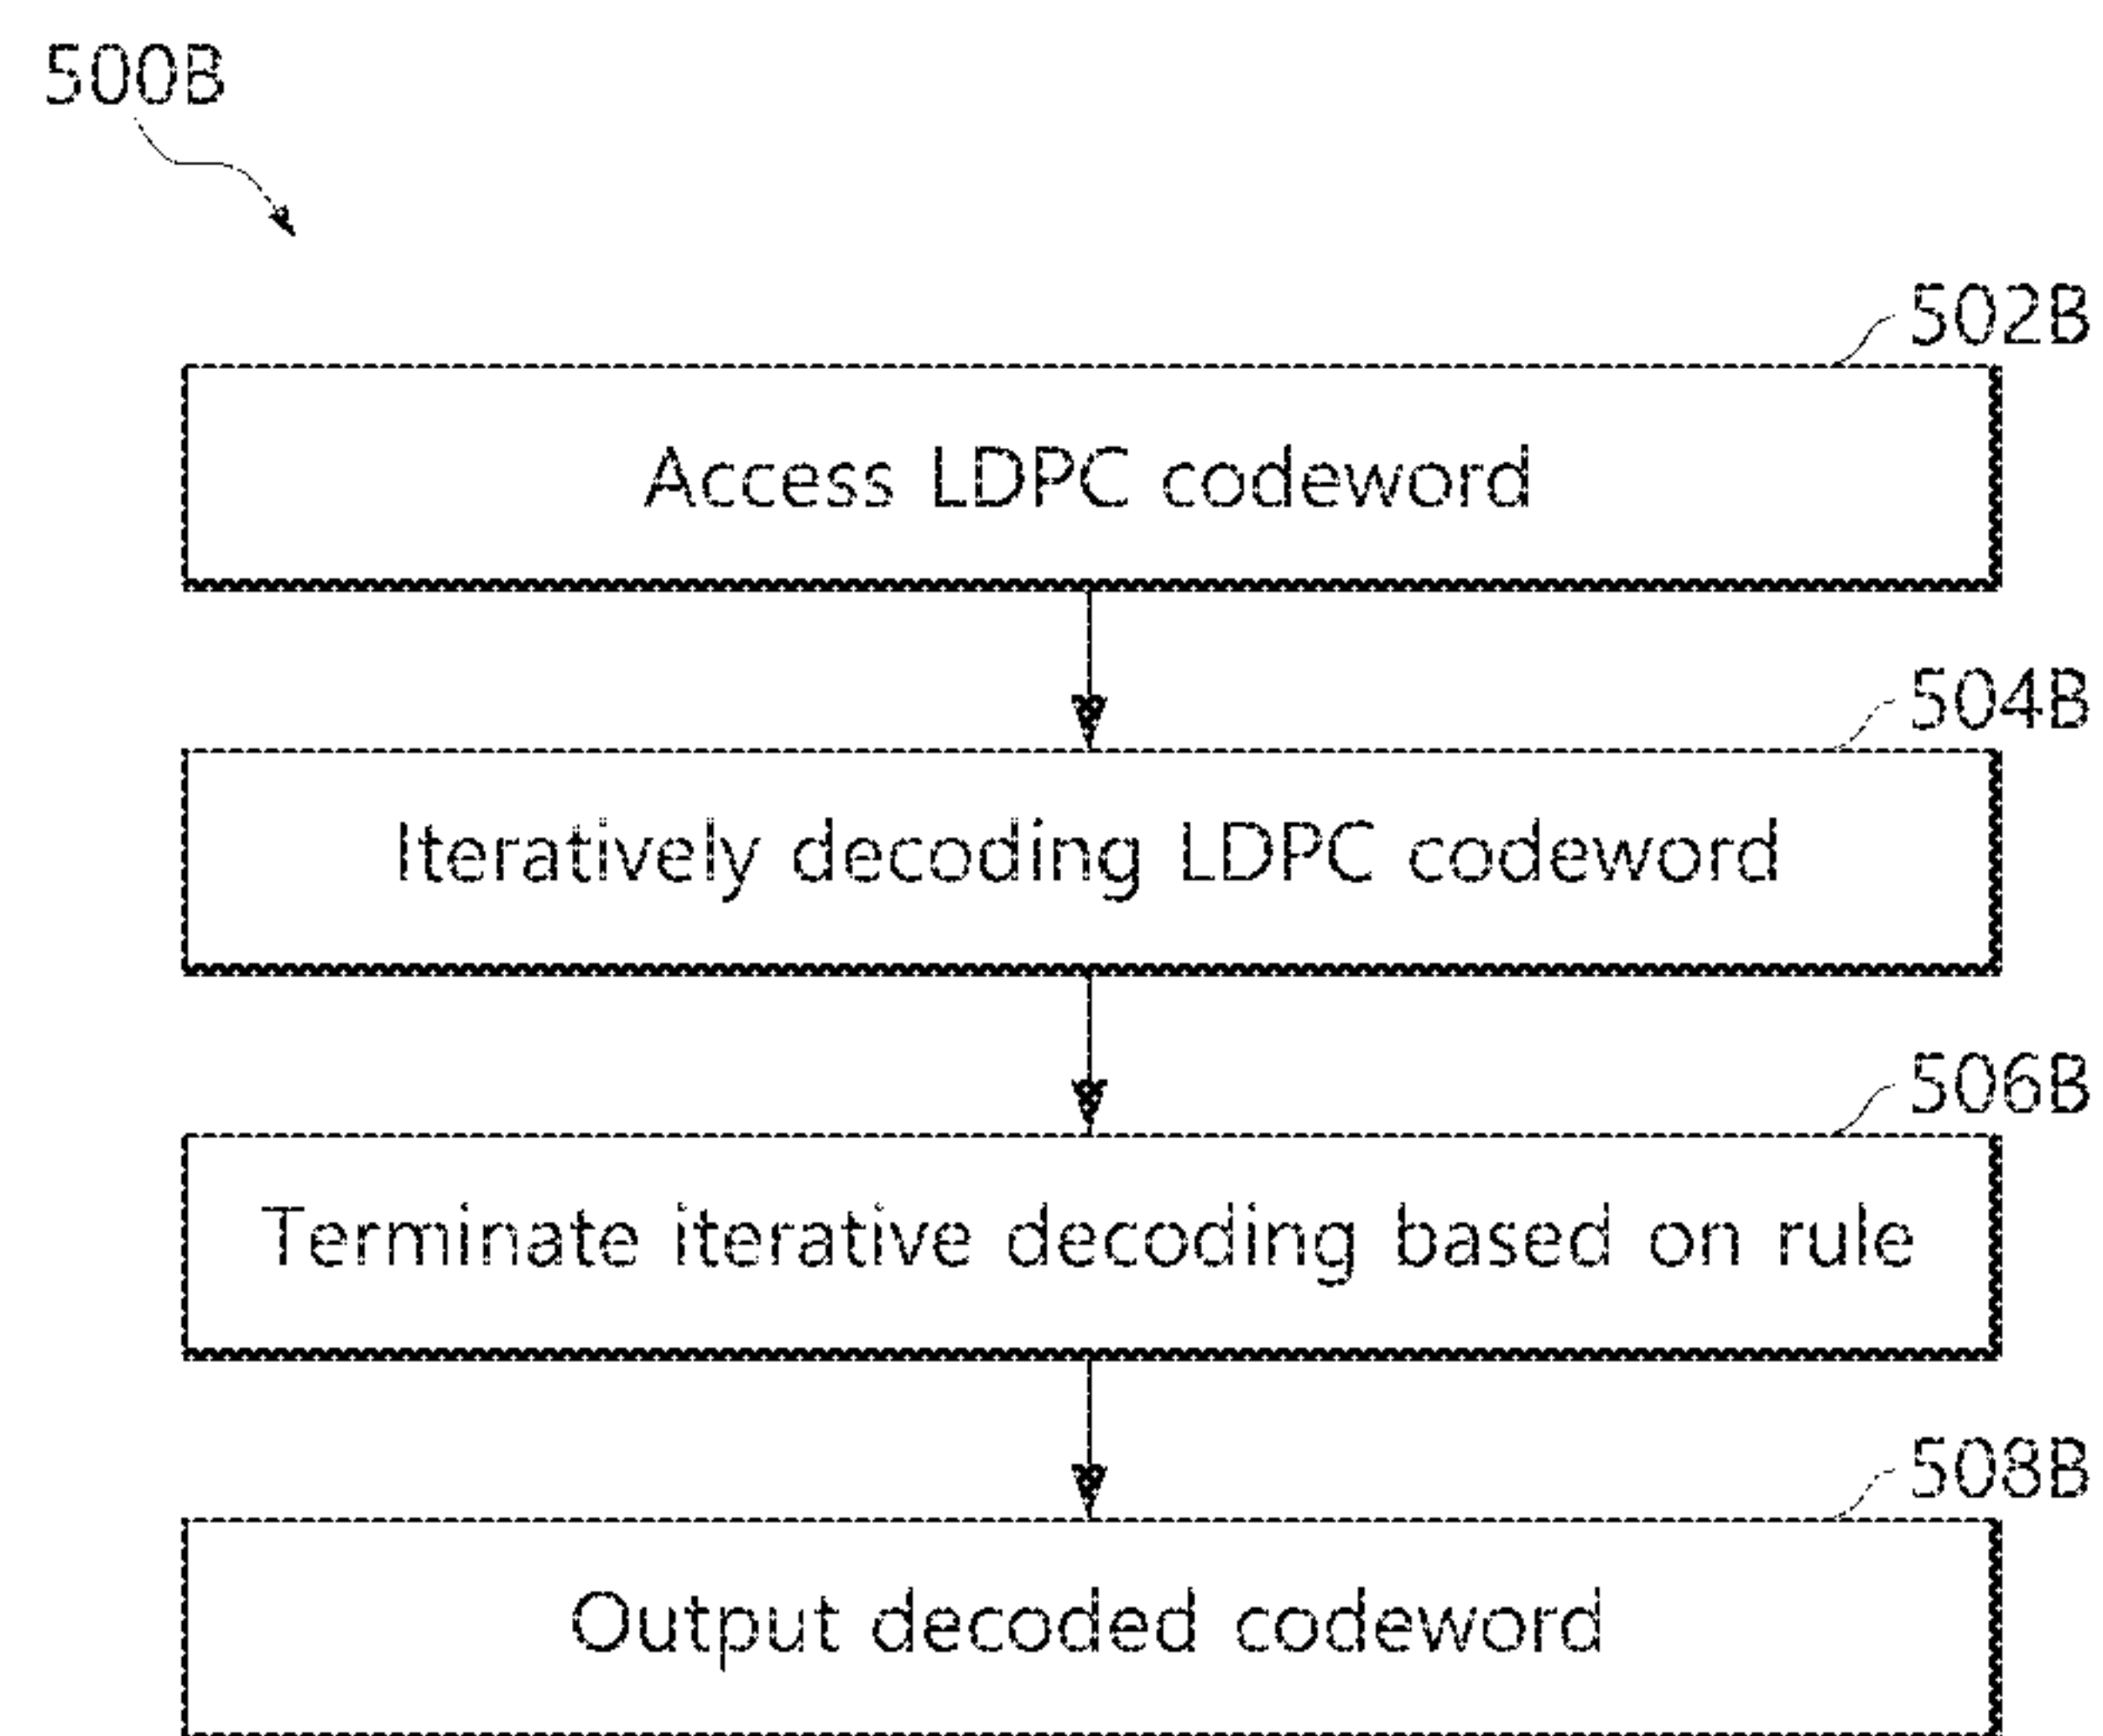 500B
502B
Access LDPC codeword
504B
Iteratively decoding LDPC codeword
506B
Terminate iterative decoding based on rule
508B
Output decoded codeword